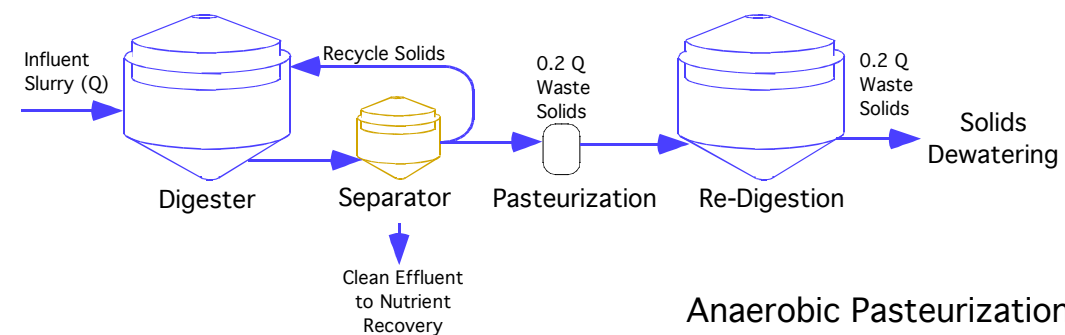 Influent
Slurry (Q)
Recycle Solids
0.2 Q
Waste
Solids
0.2 Q
Waste
Solids
Solids
Dewatering
Digester
Separator
Pasteurization
Re-Digestion
Clean Effluent
to Nutrient
Recovery
Anaerobic Pasteurization